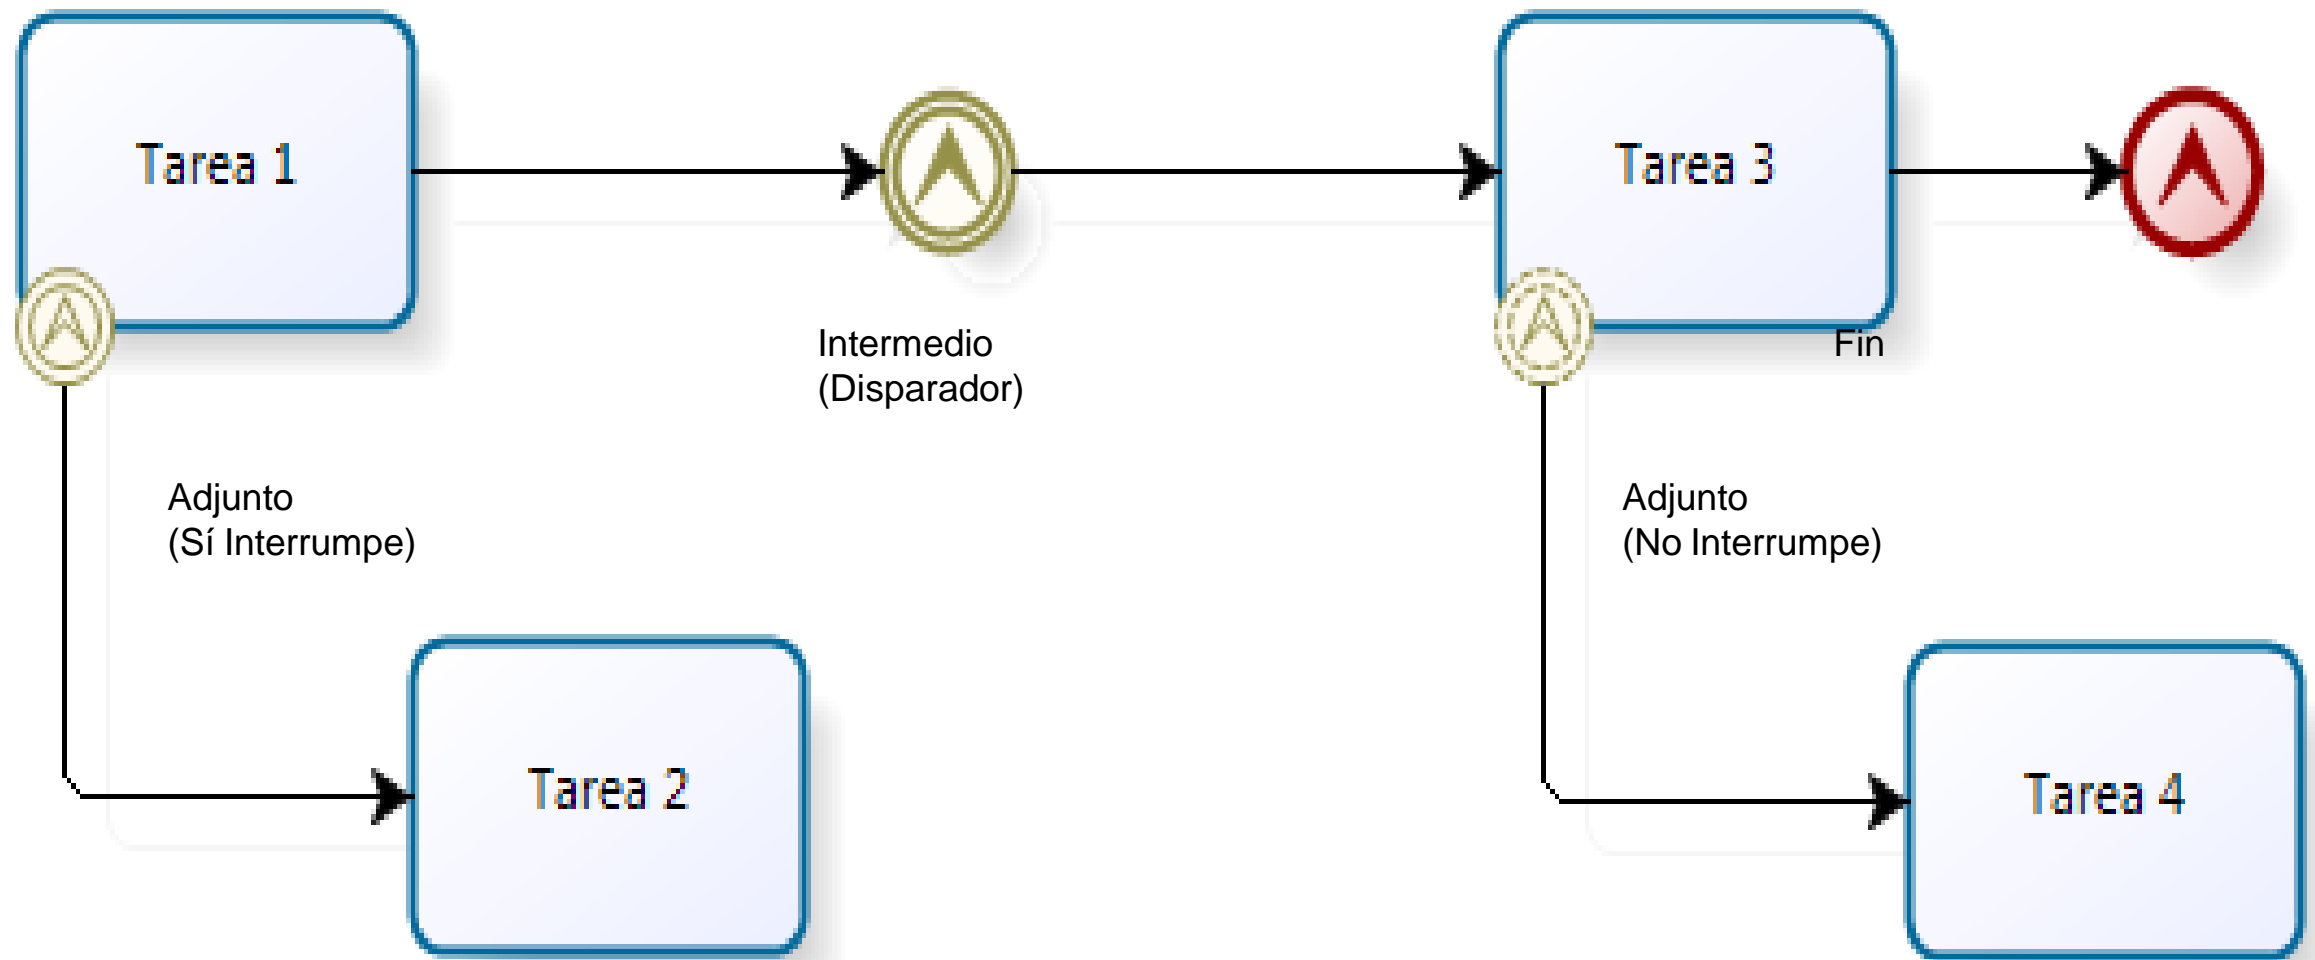 Tarea 1
Tarea 3
Intermedio
(Disparador)
Fin
Adjunto
(Sí Interrumpe)
Adjunto
(No Interrumpe)
Tarea 2
Tarea 4